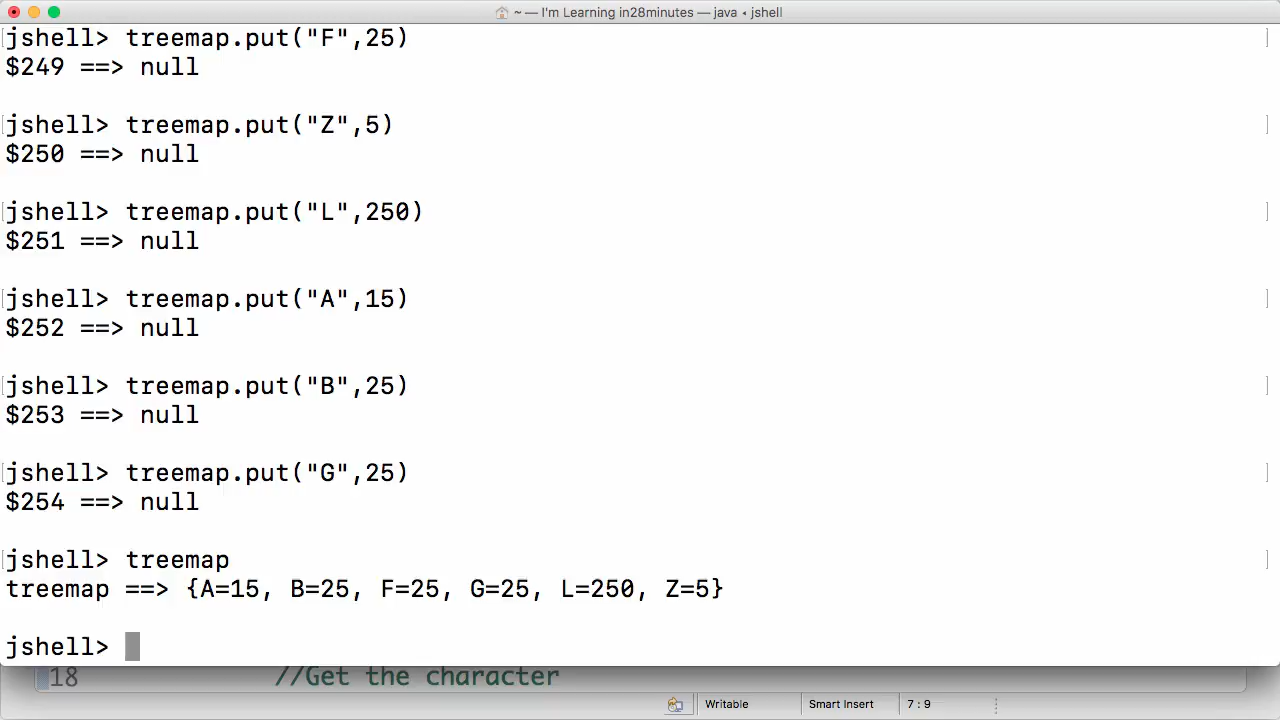 ~ — I'm Learning in28minutes — java ◂ jshell
jshell> treemap.put("F",25)
$249 ==> null
jshell> treemap.put("Z",5)
$250 ==> null
jshell> treemap.put("L",250)
$251 ==> null
jshell> treemap.put("A",15)
$252 ==> null
jshell> treemap.put("B",25)
$253 ==> null
jshell> treemap.put("G",25)
$254 ==> null
jshell> treemap
treemap ==> {A=15, B=25, F=25, G=25, L=250, Z=5}
jshell>
18 //Get the character
Writable Smart Insert 7 : 9